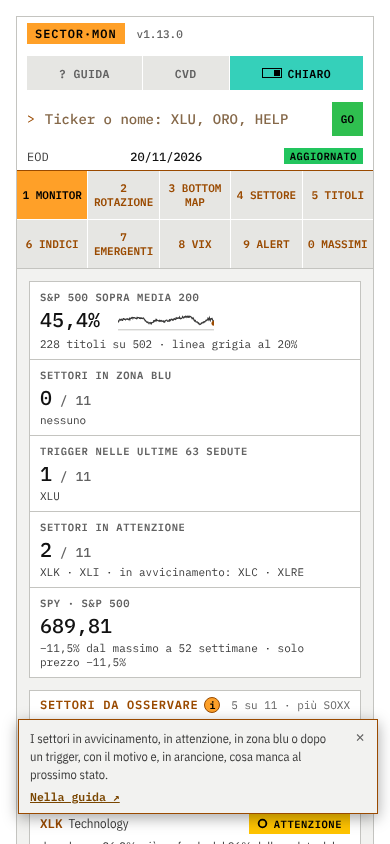 SECTOR·MON v1.13.0
? GUIDA CVD CHIARO
> Ticker o nome: XLU, ORO, HELP GO
EOD 20/11/2026 AGGIORNATO
1 MONITOR 2 ROTAZIONE 3 BOTTOM MAP 4 SETTORE 5 TITOLI
6 INDICI 7 EMERGENTI 8 VIX 9 ALERT 0 MASSIMI
S&P 500 SOPRA MEDIA 200
45,4%
228 titoli su 502 · linea grigia al 20%
SETTORI IN ZONA BLU
0 / 11
nessuno
TRIGGER NELLE ULTIME 63 SEDUTE
1 / 11
XLU
SETTORI IN ATTENZIONE
2 / 11
XLK · XLI · in avvicinamento: XLC · XLRE
SPY · S&P 500
689,81
−11,5% dal massimo a 52 settimane · solo
prezzo −11,5%
SETTORI DA OSSERVARE i 5 su 11 · più SOXX
I settori in avvicinamento, in attenzione, in zona blu o dopo ×
un trigger, con il motivo e, in arancione, cosa manca al
prossimo stato.
Nella guida ↗
XLK Technology ATTENZIONE